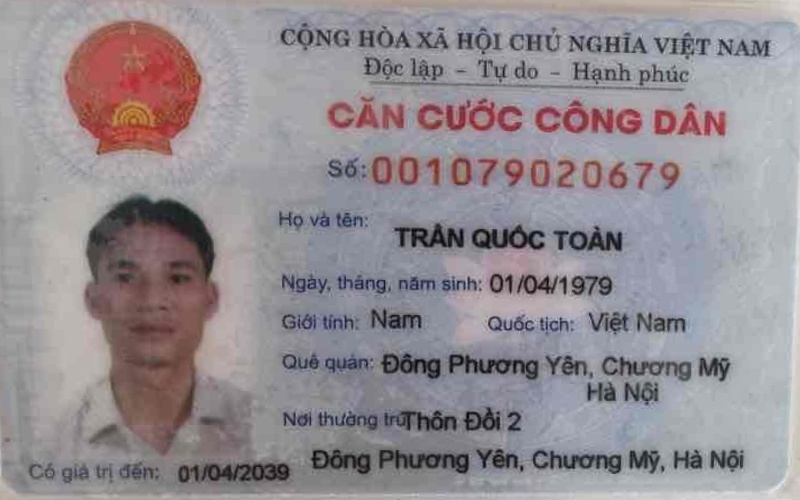 CỘNG HÒA XÃ HỘI CHỦ NGHĨA VIỆT NAM
Độc lập - Tự do - Hạnh phúc
CĂN CƯỚC CÔNG DÂN
Số: 001079020679
Họ và tên: TRẦN QUỐC TOÀN
Ngày, tháng, năm sinh: 01/04/1979
Giới tính: Nam Quốc tịch: Việt Nam
Quê quán: Đông Phương Yên, Chương Mỹ
Hà Nội
Nơi thường trú: Thôn Đồi 2
Đông Phương Yên, Chương Mỹ, Hà Nội
Có giá trị đến: 01/04/2039